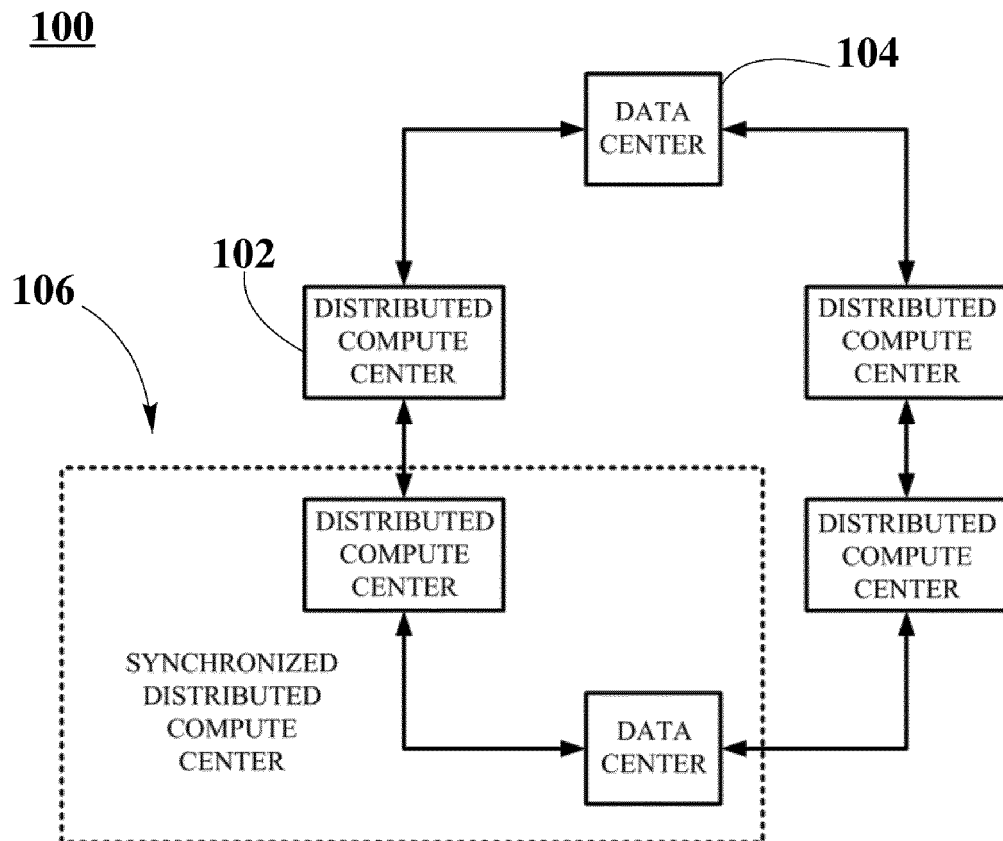 100
104
DATA
CENTER
102
106
DISTRIBUTED
COMPUTE
CENTER
DISTRIBUTED
COMPUTE
CENTER
DISTRIBUTED
COMPUTE
CENTER
DISTRIBUTED
COMPUTE
CENTER
SYNCHRONIZED
DISTRIBUTED
COMPUTE
CENTER
DATA
CENTER